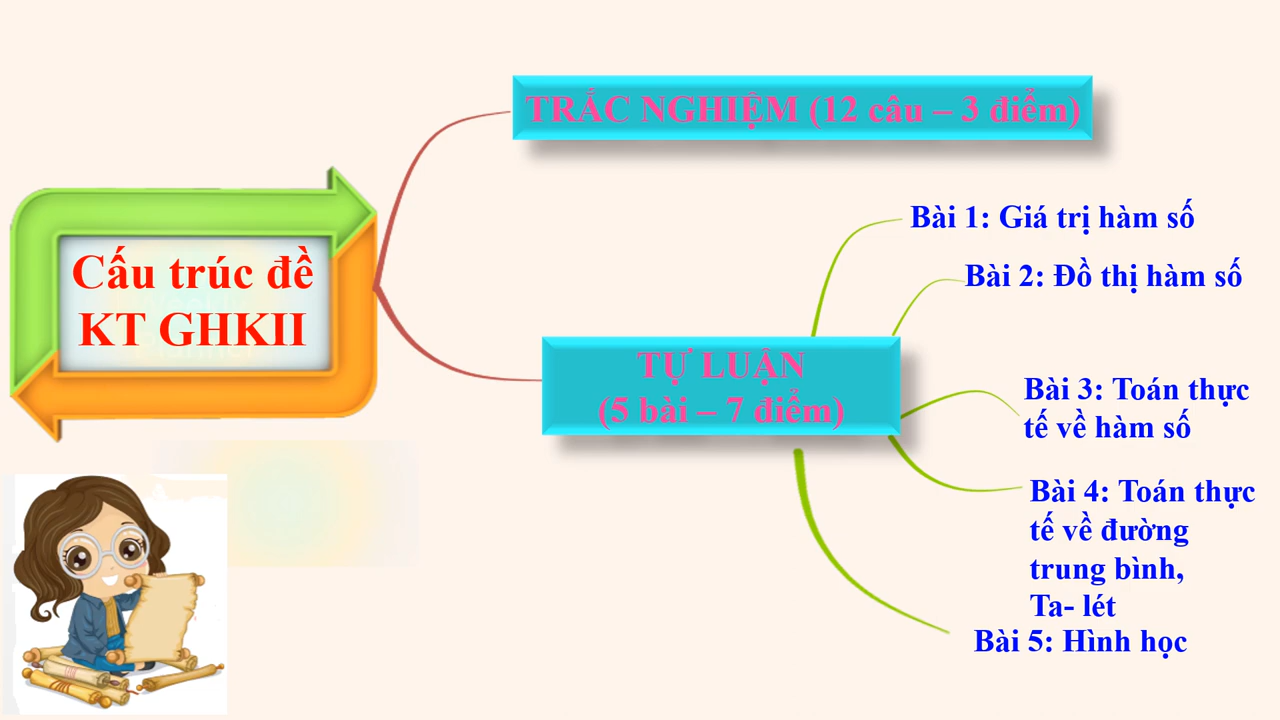 Cấu trúc đề
KT GHKII
TRẮC NGHIỆM (12 câu – 3 điểm)
TỰ LUẬN
(5 bài – 7 điểm)
Bài 1: Giá trị hàm số
Bài 2: Đồ thị hàm số
Bài 3: Toán thực
tế về hàm số
Bài 4: Toán thực
tế về đường
trung bình,
Ta- lét
Bài 5: Hình học